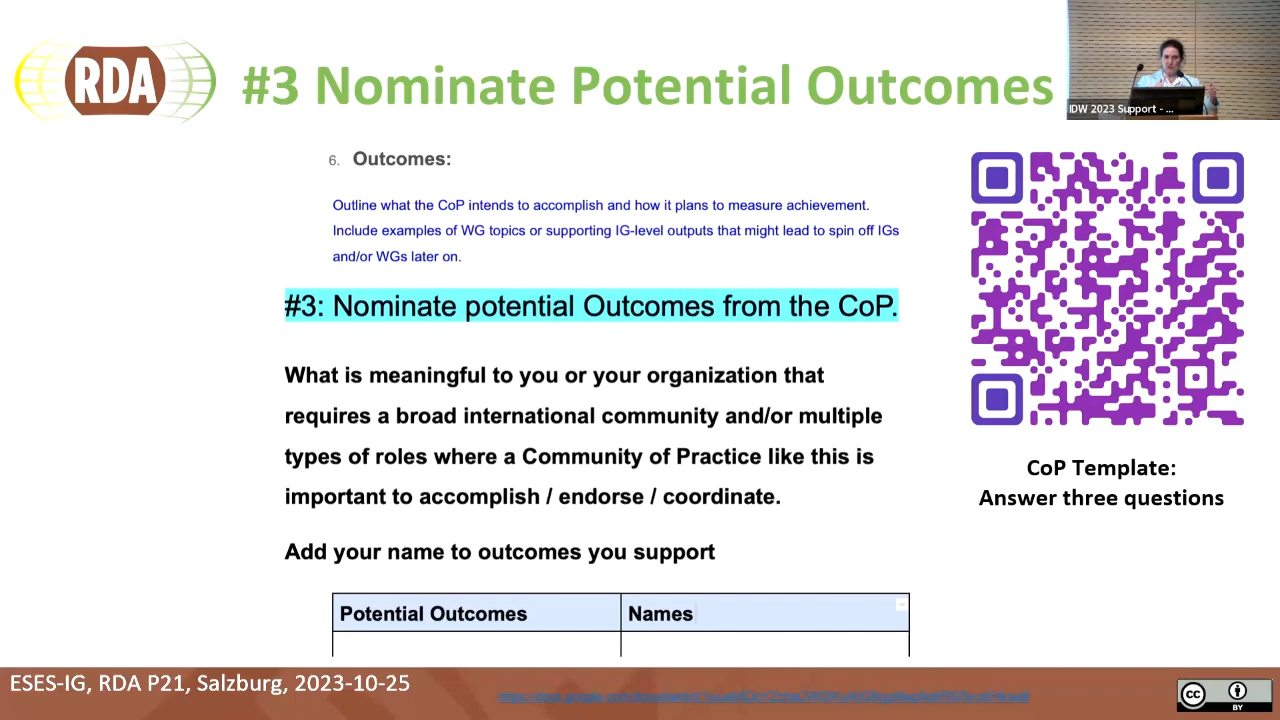 RDA
#3 Nominate Potential Outcomes
IDW 2023 Support - ...
6. Outcomes:
Outline what the CoP intends to accomplish and how it plans to measure achievement.
Include examples of WG topics or supporting IG-level outputs that might lead to spin off IGs
and/or WGs later on.
#3: Nominate potential Outcomes from the CoP.
What is meaningful to you or your organization that
requires a broad international community and/or multiple
types of roles where a Community of Practice like this is
important to accomplish / endorse / coordinate.
Add your name to outcomes you support
Potential Outcomes
Names
CoP Template:
Answer three questions
ESES-IG, RDA P21, Salzburg, 2023-10-25
CC
BY